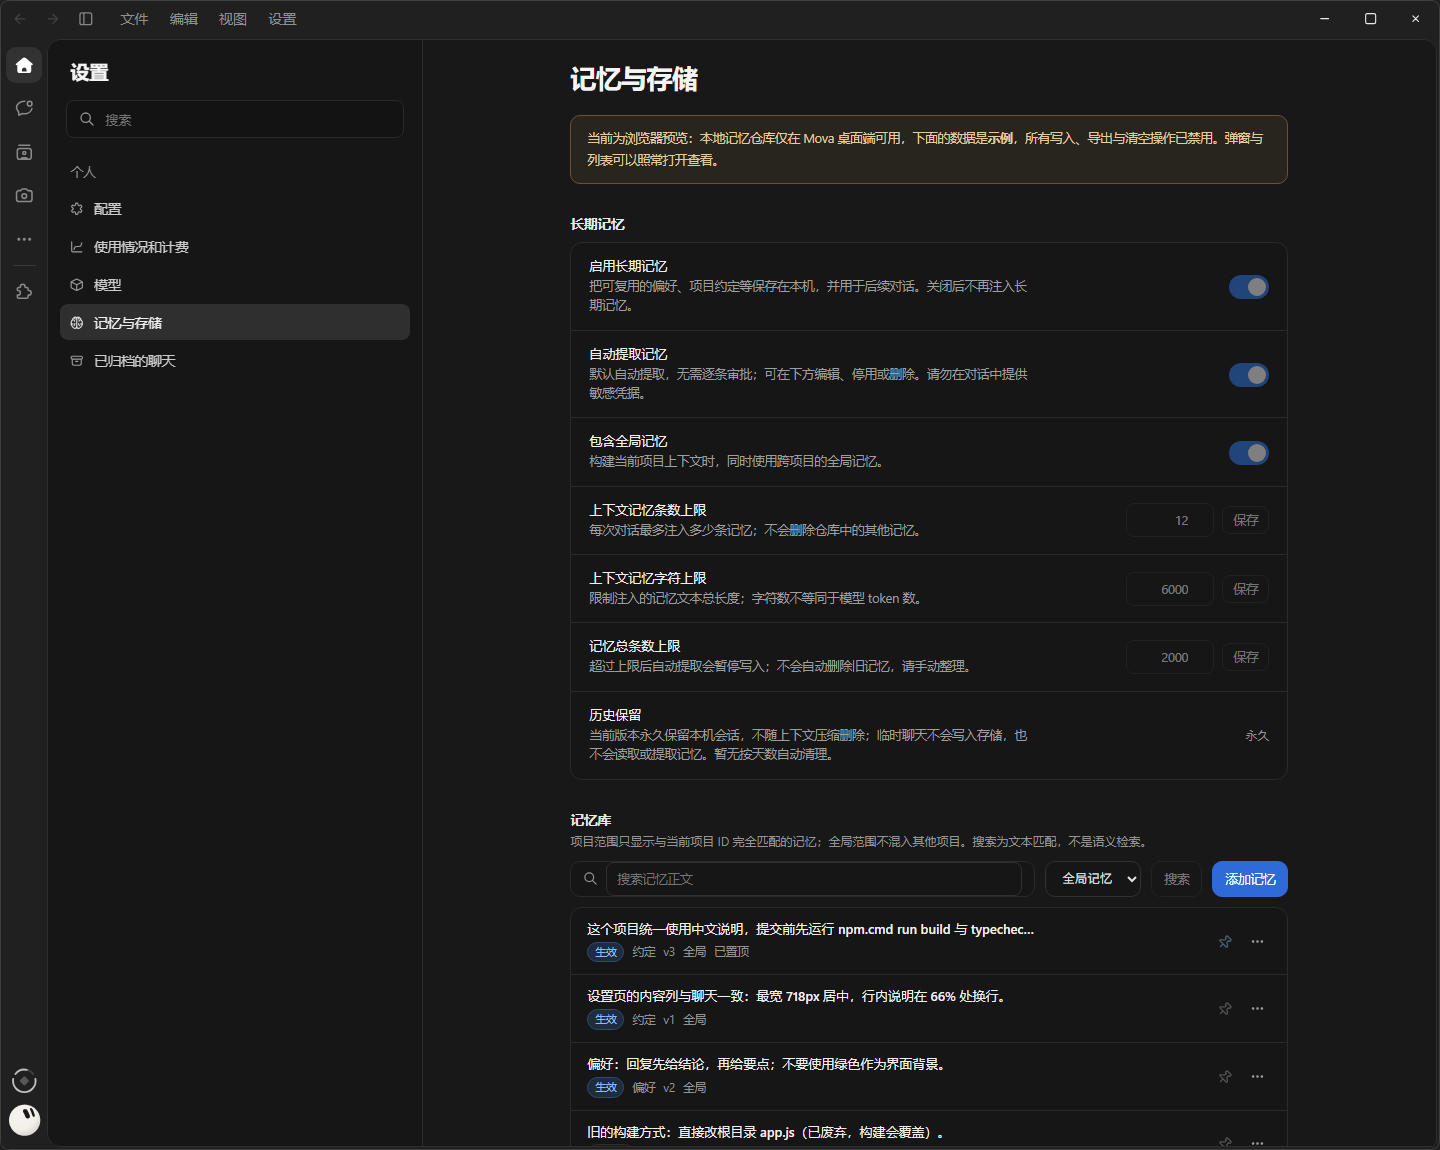 文件 编辑 视图 设置
设置
搜索
个人
配置
使用情况和计费
模型
记忆与存储
已归档的聊天
记忆与存储
当前为浏览器预览：本地记忆仓库仅在 Mova 桌面端可用，下面的数据是示例，所有写入、导出与清空操作已禁用。弹窗与
列表可以照常打开查看。
长期记忆
启用长期记忆
把可复用的偏好、项目约定等保存在本机，并用于后续对话。关闭后不再注入长
期记忆。
自动提取记忆
默认自动提取，无需逐条审批；可在下方编辑、停用或删除。请勿在对话中提供
敏感凭据。
包含全局记忆
构建当前项目上下文时，同时使用跨项目的全局记忆。
上下文记忆条数上限
每次对话最多注入多少条记忆；不会删除仓库中的其他记忆。
12 保存
上下文记忆字符上限
限制注入的记忆文本总长度；字符数不等同于模型 token 数。
6000 保存
记忆总条数上限
超过上限后自动提取会暂停写入；不会自动删除旧记忆，请手动整理。
2000 保存
历史保留
当前版本永久保留本机会话，不随上下文压缩删除；临时聊天不会写入存储，也
不会读取或提取记忆。暂无按天数自动清理。
永久
记忆库
项目范围只显示与当前项目 ID 完全匹配的记忆；全局范围不混入其他项目。搜索为文本匹配，不是语义检索。
搜索记忆正文 全局记忆 搜索 添加记忆
这个项目统一使用中文说明，提交前先运行 npm.cmd run build 与 typechec...
生效 约定 v3 全局 已置顶
设置页的内容列与聊天一致：最宽 718px 居中，行内说明在 66% 处换行。
生效 约定 v1 全局
偏好：回复先给结论，再给要点；不要使用绿色作为界面背景。
生效 偏好 v2 全局
旧的构建方式：直接改根目录 app.js（已废弃，构建会覆盖）。